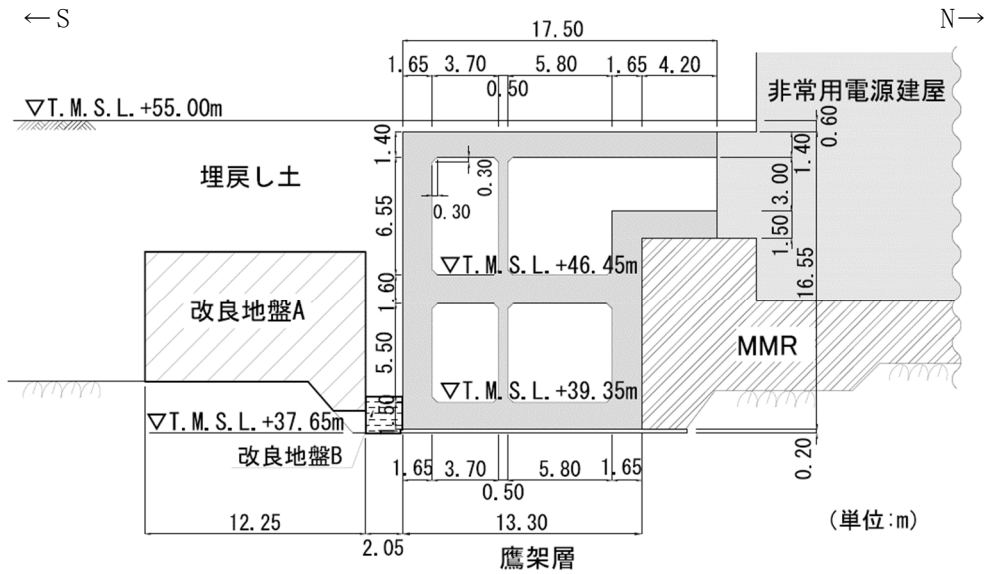 ←S
N→
17.50
1.65 3.70 5.80 1.65 4.20
0.50
▽T.M.S.L.+55.00m
非常用電源建屋
0.60
1.40
1.40
埋戻し土
0.30
0.30
3.00
6.55
1.50
▽T.M.S.L.+46.45m
16.55
1.60
改良地盤A
MMR
5.50
▽T.M.S.L.+39.35m
▽T.M.S.L.+37.65m
1.50
改良地盤B
0.20
1.65 3.70 5.80 1.65
0.50
12.25
13.30
2.05
(単位:m)
鷹架層